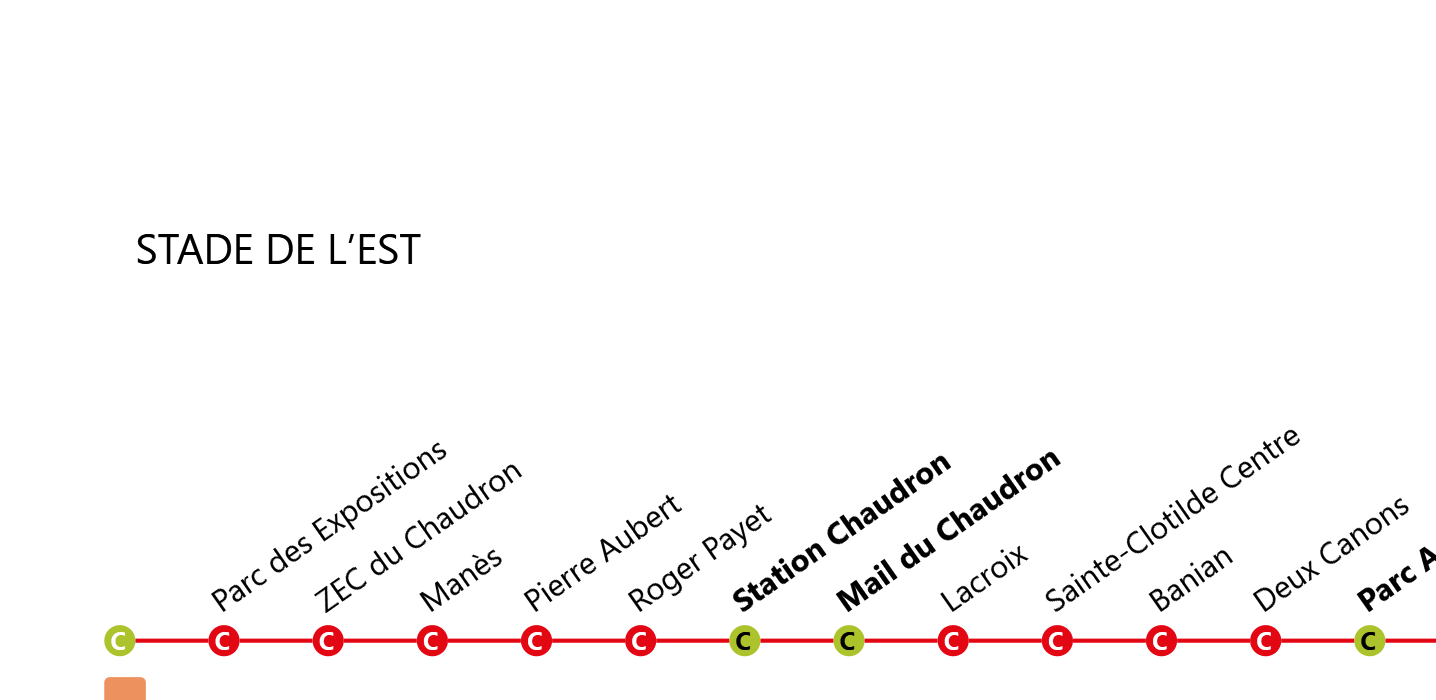 STADE DE L’EST
Parc des Expositions
ZEC du Chaudron
Manès
Pierre Aubert
Roger Payet
Station Chaudron
Mail du Chaudron
Lacroix
Sainte-Clotilde Centre
Banian
Deux Canons
Parc
C C C C C C C C C C C C C